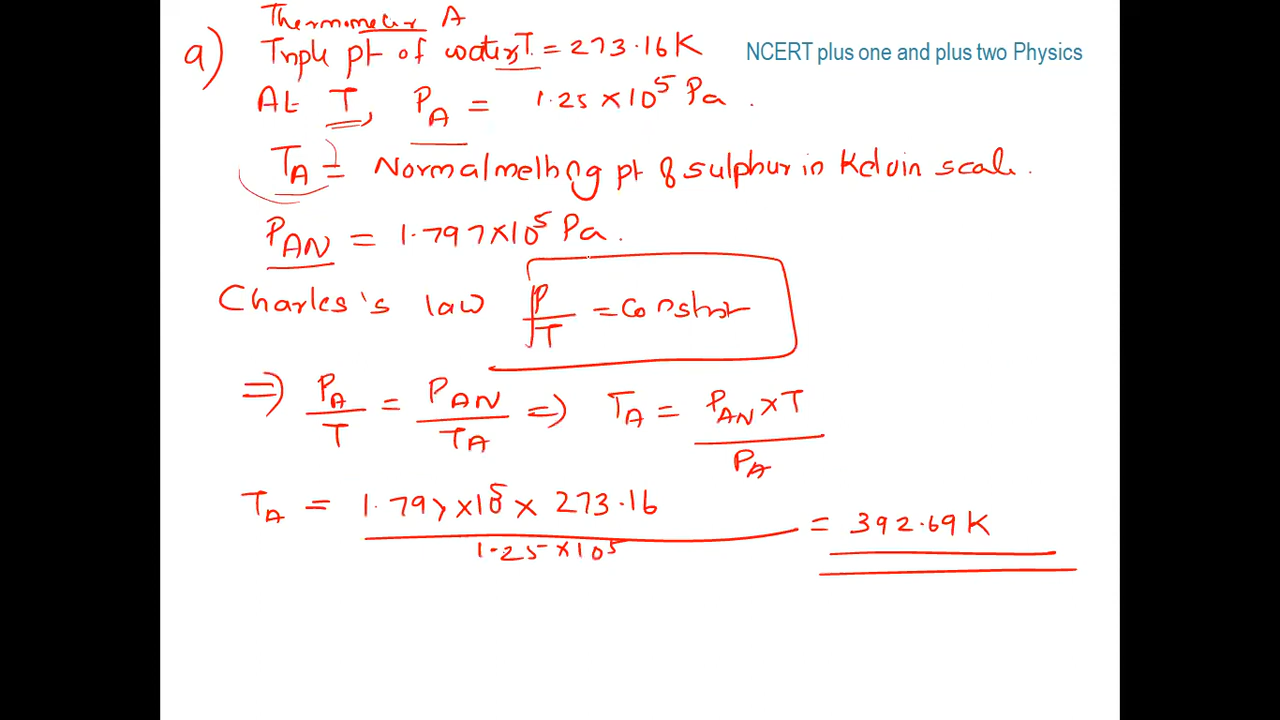 Thermometer A
a) Triple pt of water, T = 273.16 K
NCERT plus one and plus two Physics
At T, P_A = 1.25 × 10^5 Pa.
T_A = Normal melting pt of sulphur in Kelvin scale.
P_AN = 1.797 × 10^5 Pa.
Charles's law P/T = constant
⇒ P_A/T = P_AN/T_A ⇒ T_A = (P_AN × T)/P_A
T_A = (1.797 × 10^5 × 273.16)/(1.25 × 10^5) = 392.69 K